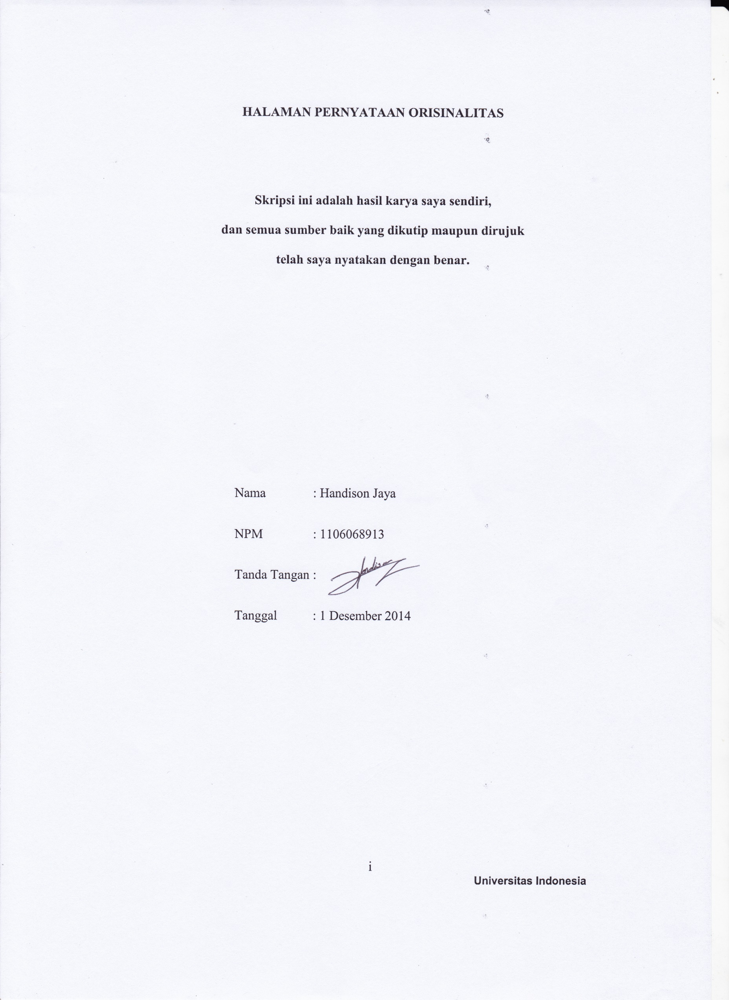 HALAMAN PERNYATAAN ORISINALITAS
Skripsi ini adalah hasil karya saya sendiri,
dan semua sumber baik yang dikutip maupun dirujuk
telah saya nyatakan dengan benar.
Nama : Handison Jaya
NPM : 1106068913
Tanda Tangan : Handison
Tanggal : 1 Desember 2014
i
Universitas Indonesia